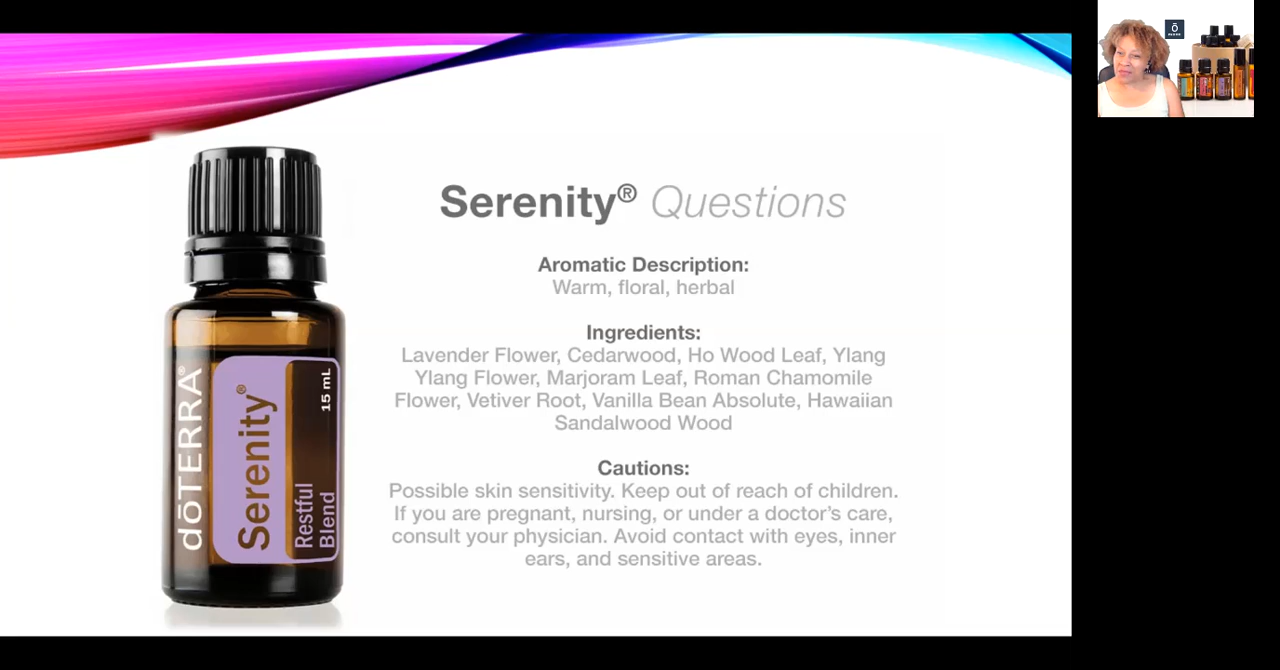 Serenity® Questions
Aromatic Description:
Warm, floral, herbal
Ingredients:
Lavender Flower, Cedarwood, Ho Wood Leaf, Ylang
Ylang Flower, Marjoram Leaf, Roman Chamomile
Flower, Vetiver Root, Vanilla Bean Absolute, Hawaiian
Sandalwood Wood
Cautions:
Possible skin sensitivity. Keep out of reach of children.
If you are pregnant, nursing, or under a doctor's care,
consult your physician. Avoid contact with eyes, inner
ears, and sensitive areas.
dōTERRA®
Serenity®
Restful
Blend
15 mL